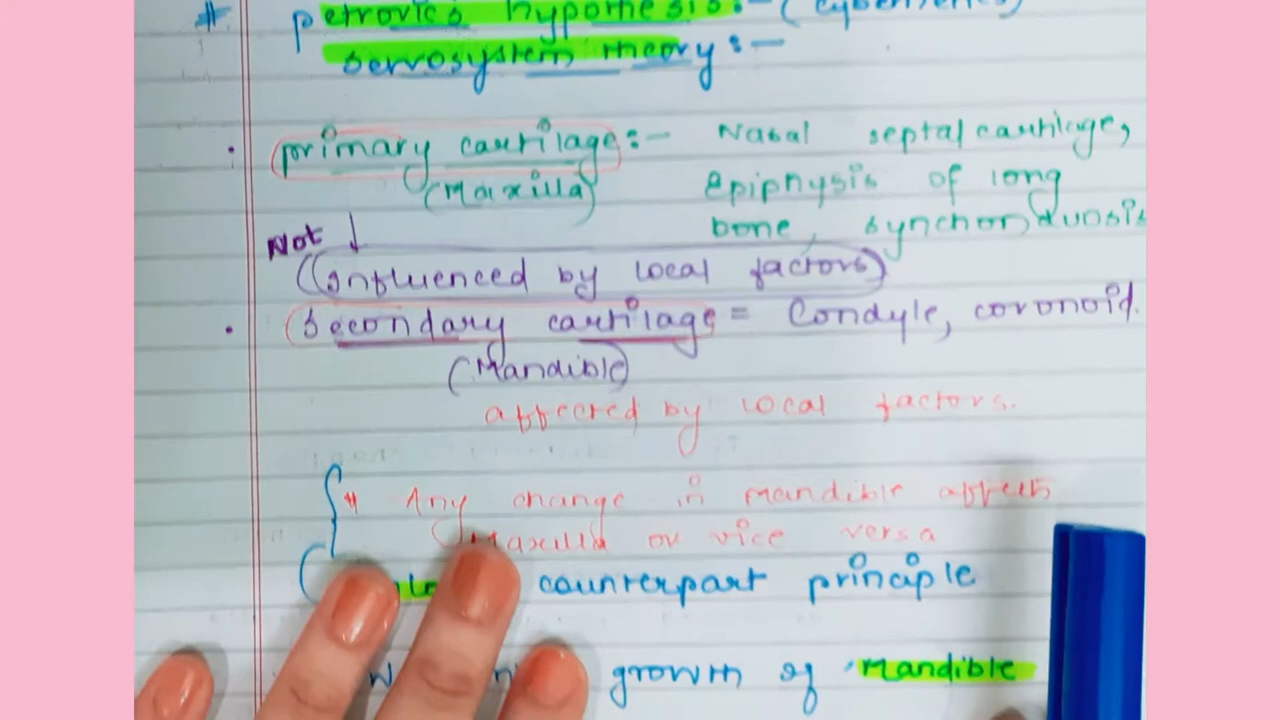 # petrovics hypothesis:- (cybernetics)
servosystem theory:-
primary cartilage:- Nasal septal cartilage,
(Maxilla) Epiphysis of long
bone, synchondrosis
Not ↓
(Influenced by local factors)
Secondary cartilage = Condyle, coronoid.
(Mandible)
affected by local factors.
# Any change in mandible affects
Maxilla or vice versa
counterpart principle
growth of Mandible